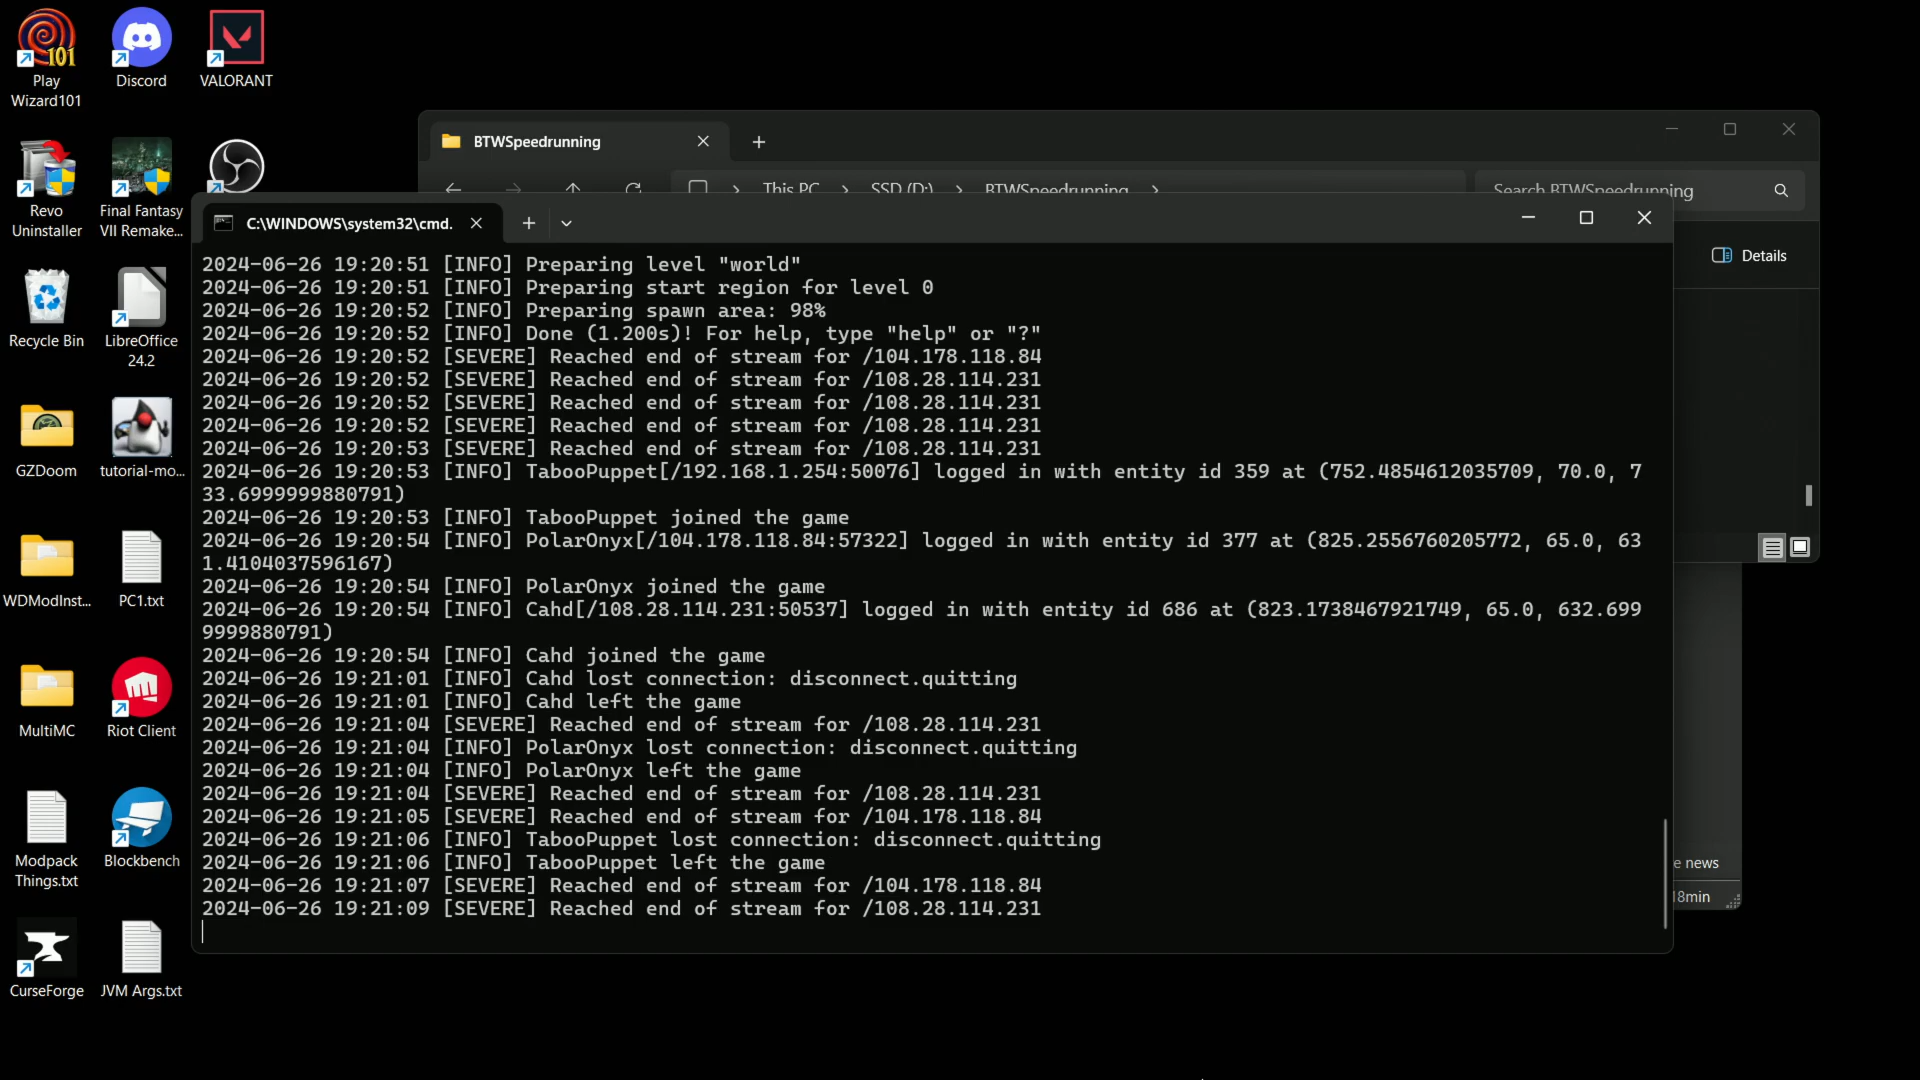 Play
Wizard101
Discord
VALORANT
Revo
Uninstaller
Final Fantasy
VII Remake...
Recycle Bin
LibreOffice
24.2
GZDoom
tutorial-mo...
WDModInst...
PC1.txt
MultiMC
Riot Client
Modpack
Things.txt
Blockbench
CurseForge
JVM Args.txt
BTWSpeedrunning
This PC > SSD (D:) > BTWSpeedrunning >
Search BTWSpeedrunning
Details
C:\WINDOWS\system32\cmd.
2024-06-26 19:20:51 [INFO] Preparing level "world"
2024-06-26 19:20:51 [INFO] Preparing start region for level 0
2024-06-26 19:20:52 [INFO] Preparing spawn area: 98%
2024-06-26 19:20:52 [INFO] Done (1.200s)! For help, type "help" or "?"
2024-06-26 19:20:52 [SEVERE] Reached end of stream for /104.178.118.84
2024-06-26 19:20:52 [SEVERE] Reached end of stream for /108.28.114.231
2024-06-26 19:20:52 [SEVERE] Reached end of stream for /108.28.114.231
2024-06-26 19:20:52 [SEVERE] Reached end of stream for /108.28.114.231
2024-06-26 19:20:53 [SEVERE] Reached end of stream for /108.28.114.231
2024-06-26 19:20:53 [INFO] TabooPuppet[/192.168.1.254:50076] logged in with entity id 359 at (752.4854612035709, 70.0, 7
33.6999999880791)
2024-06-26 19:20:53 [INFO] TabooPuppet joined the game
2024-06-26 19:20:54 [INFO] PolarOnyx[/104.178.118.84:57322] logged in with entity id 377 at (825.2556760205772, 65.0, 63
1.4104037596167)
2024-06-26 19:20:54 [INFO] PolarOnyx joined the game
2024-06-26 19:20:54 [INFO] Cahd[/108.28.114.231:50537] logged in with entity id 686 at (823.1738467921749, 65.0, 632.699
9999880791)
2024-06-26 19:20:54 [INFO] Cahd joined the game
2024-06-26 19:21:01 [INFO] Cahd lost connection: disconnect.quitting
2024-06-26 19:21:01 [INFO] Cahd left the game
2024-06-26 19:21:04 [SEVERE] Reached end of stream for /108.28.114.231
2024-06-26 19:21:04 [INFO] PolarOnyx lost connection: disconnect.quitting
2024-06-26 19:21:04 [INFO] PolarOnyx left the game
2024-06-26 19:21:04 [SEVERE] Reached end of stream for /108.28.114.231
2024-06-26 19:21:05 [SEVERE] Reached end of stream for /104.178.118.84
2024-06-26 19:21:06 [INFO] TabooPuppet lost connection: disconnect.quitting
2024-06-26 19:21:06 [INFO] TabooPuppet left the game
2024-06-26 19:21:07 [SEVERE] Reached end of stream for /104.178.118.84
2024-06-26 19:21:09 [SEVERE] Reached end of stream for /108.28.114.231
e news
18min